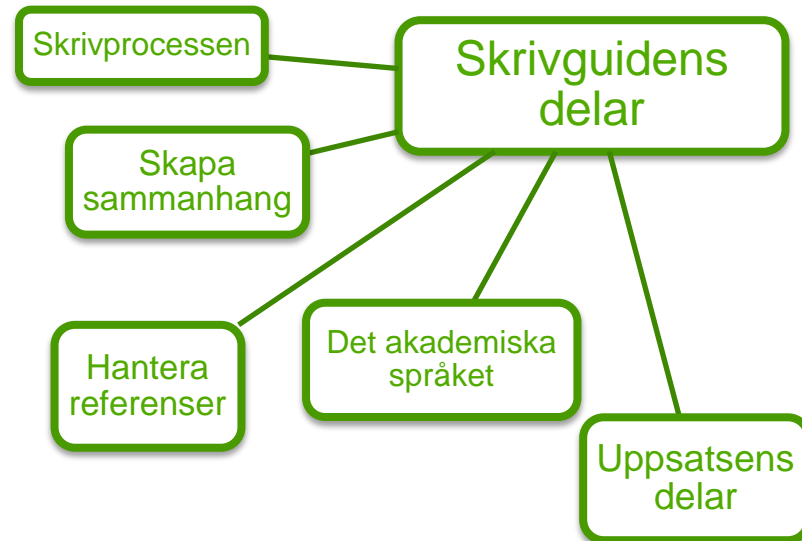 Skrivprocessen
Skrivguidens
delar
Skapa
sammanhang
Hantera
referenser
Det akademiska
språket
Uppsatsens
delar